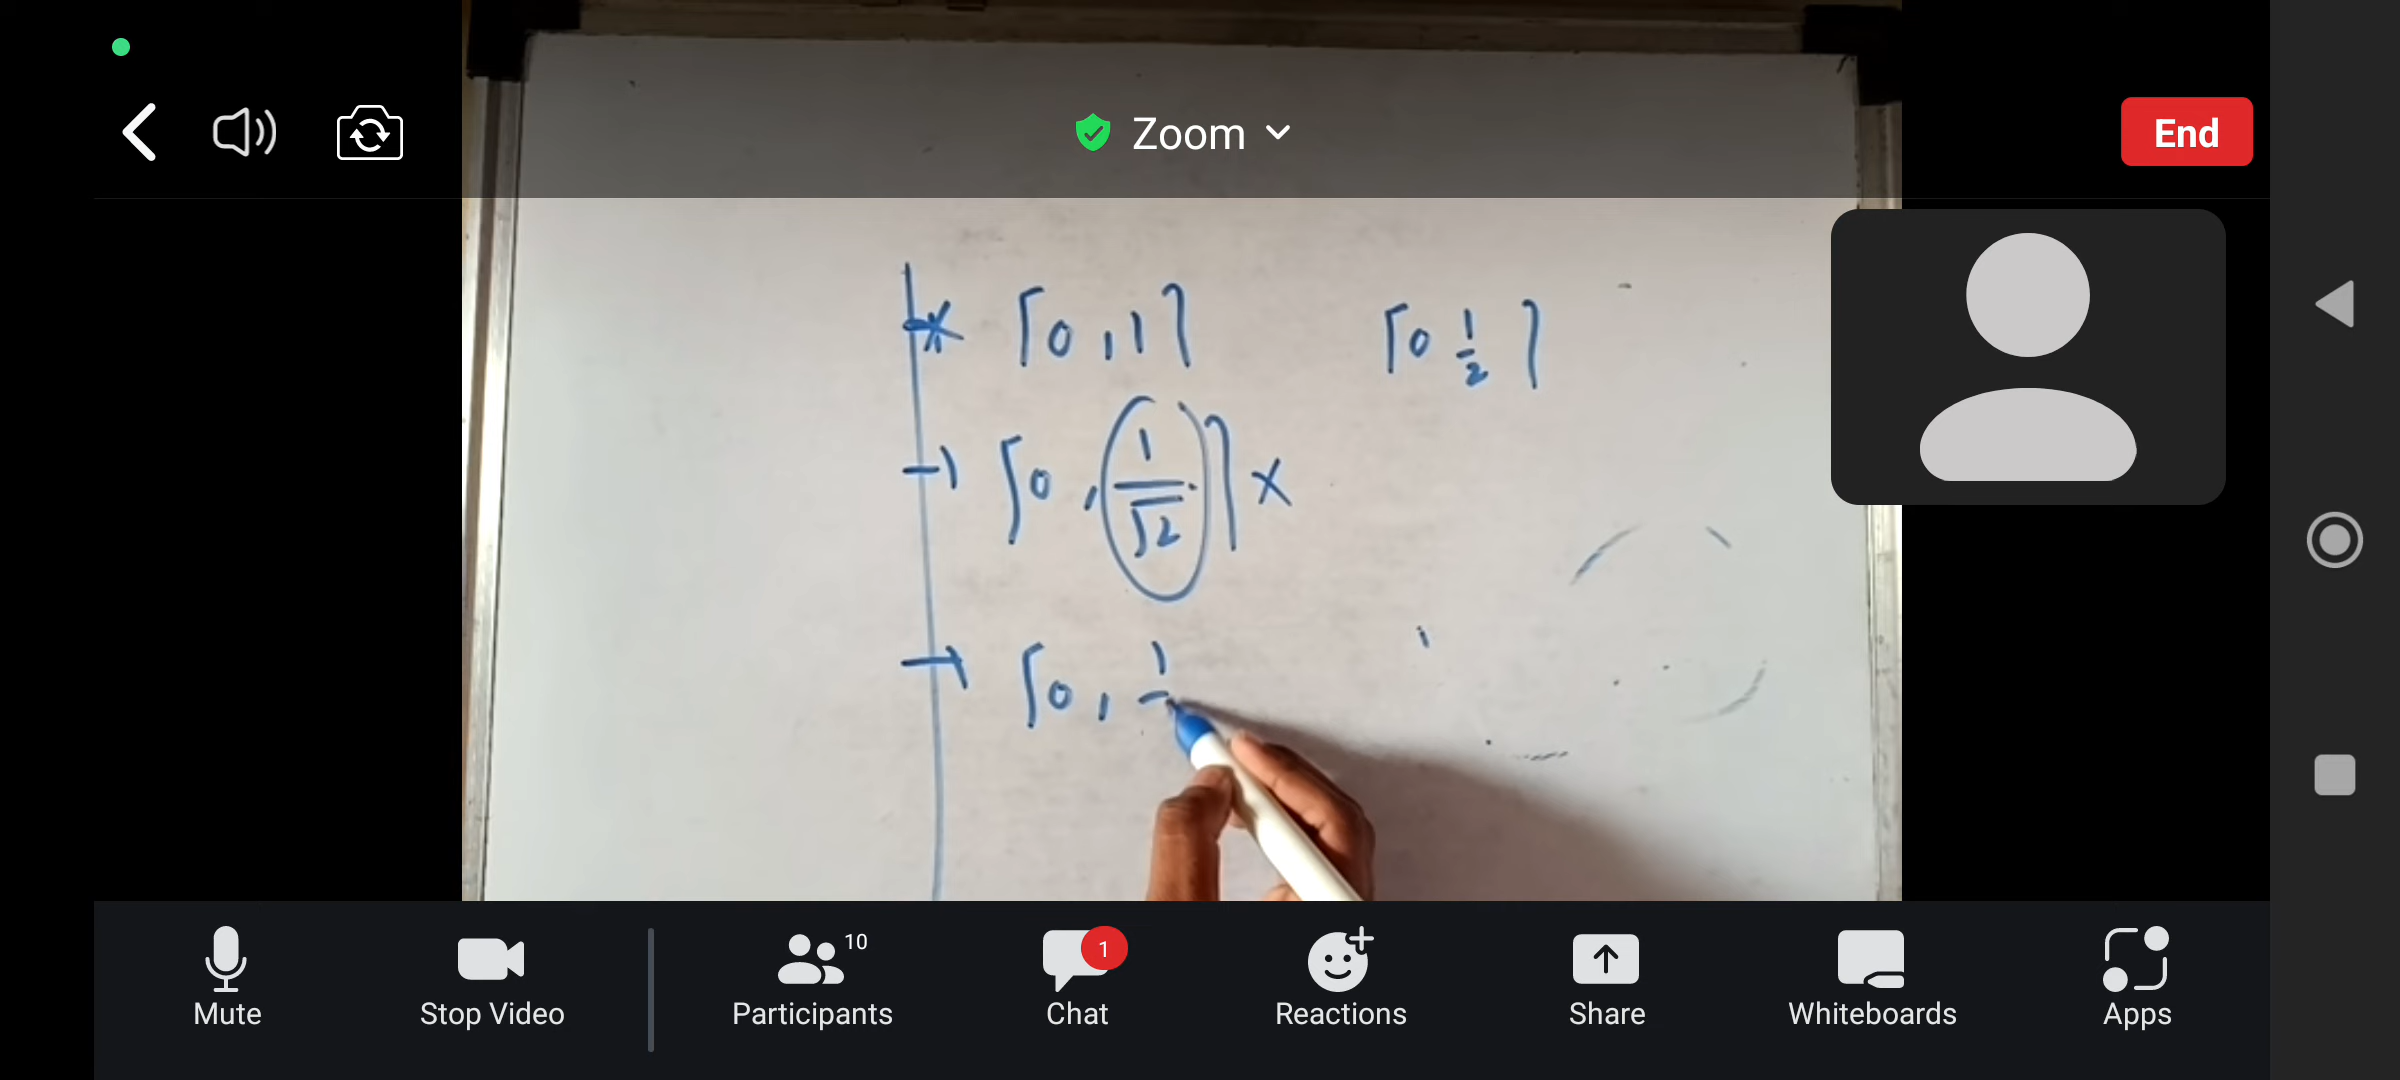 Zoom
End
* [0, 1] [0 1/2]
→ [0, 1/√2] x
→ [0, 1/
10
1
Mute Stop Video Participants Chat Reactions Share Whiteboards Apps